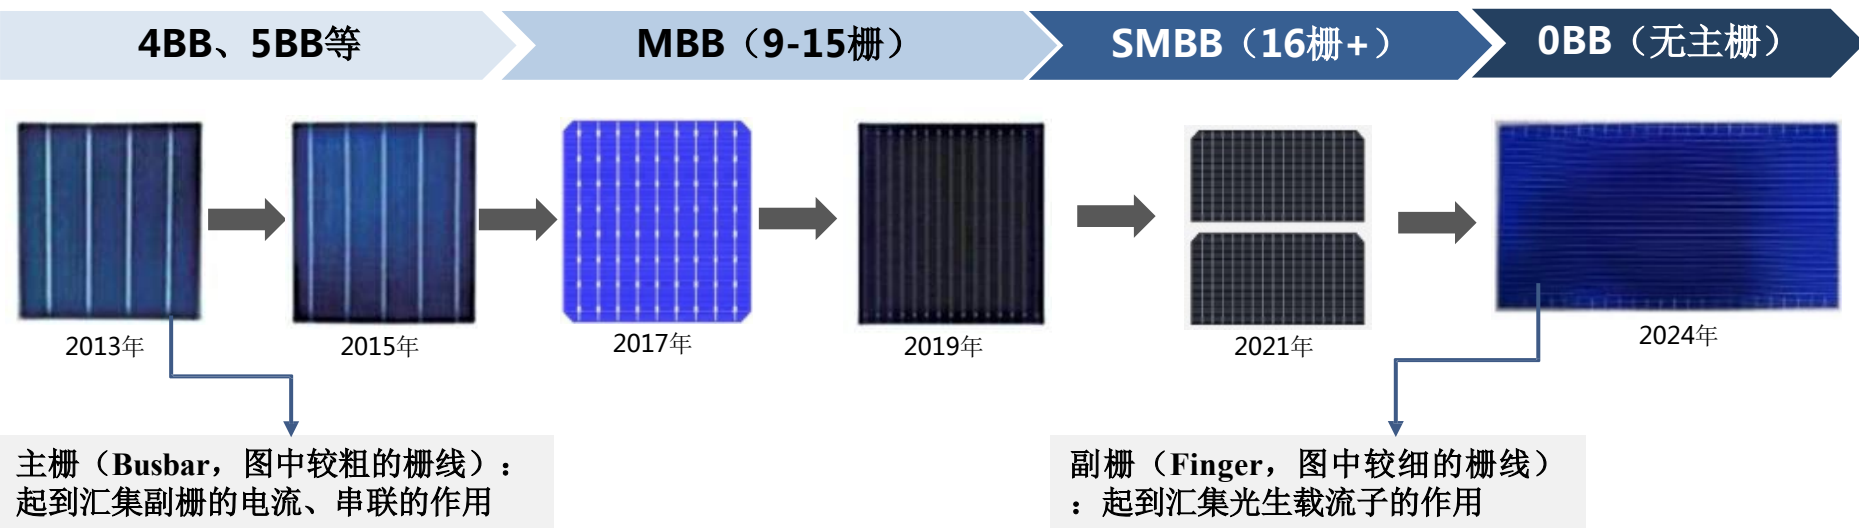 4BB、5BB等
MBB（9-15栅）
SMBB（16栅+）
0BB（无主栅）
2013年
2015年
2017年
2019年
2021年
2024年
主栅（Busbar，图中较粗的栅线）：
起到汇集副栅的电流、串联的作用
副栅（Finger，图中较细的栅线）
：起到汇集光生载流子的作用